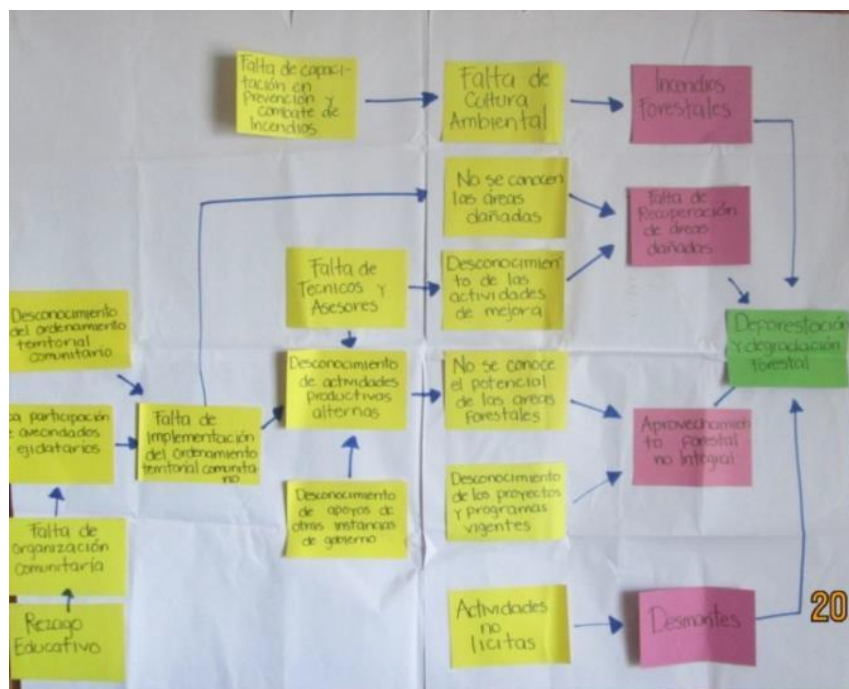 Falta de capaci-
tación en
prevención y
combate de
Incendios
Falta de
Cultura
Ambiental
Incendios
Forestales
No se conocen
las áreas
dañadas
Falta de
Recuperación
de áreas
dañadas
Falta de
Tecnicos y
Asesores
Desconocimien
to de las
actividades
de mejora
Desconocimiento
del ordenamiento
territorial
comunitario
Deforestación
y degradación
forestal
Desconocimiento
de actividades
productivas
alternas
No se conoce
el potencial
de las areas
forestales
participación
avecindados
ejidatarios
Falta de
Implementación
del ordenamiento
territorial comunita-
rio
Aprovechamien
to forestal
no Integral
Desconocimiento
de apoyos de
otras instancias
de gobierno
Desconocimiento
de los proyectos
y programas
vigentes
Falta de
organización
comunitaria
Rezago
Educativo
Actividades
no
licitas
Desmontes
20